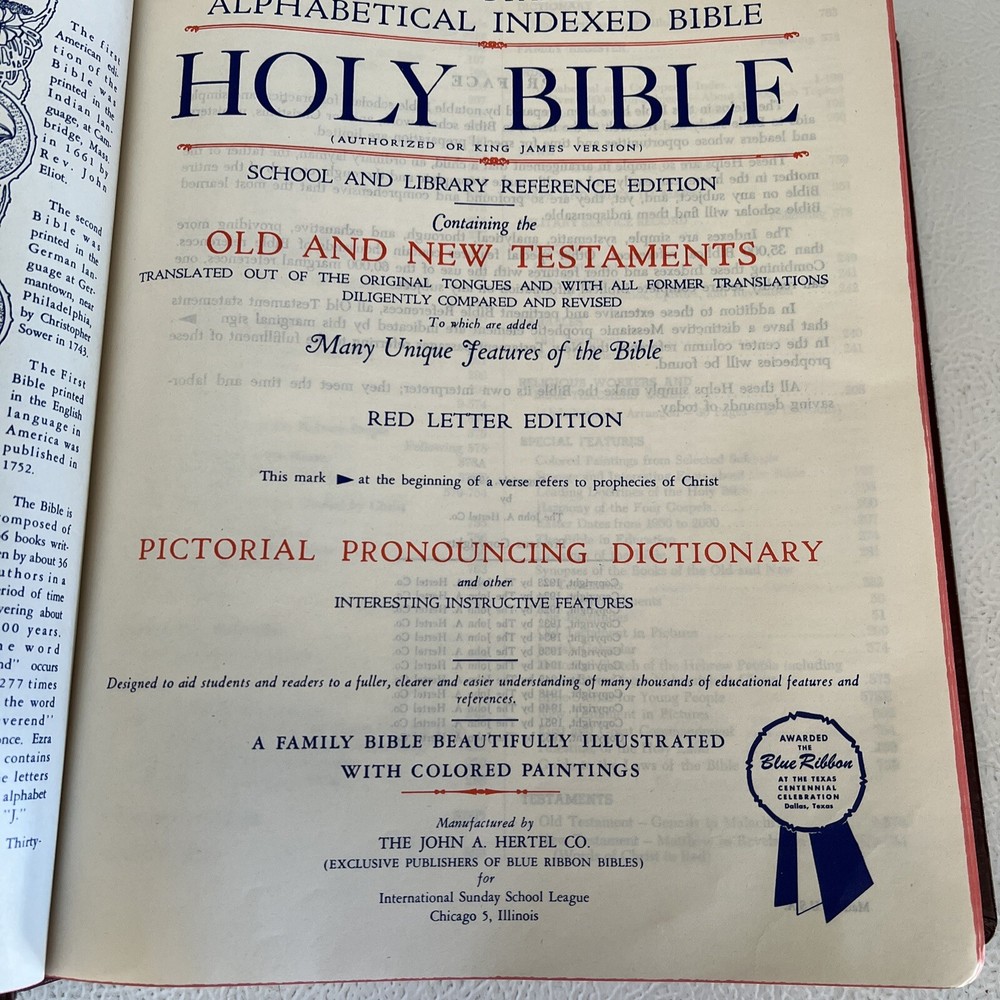 The first
American edi-
tion of the
Bible was
printed in the
Indian lan-
guage, at Cam-
bridge, Mass.
in 1661 by
Rev. John
Eliot.
The second
Bible was
printed in the
German lan-
guage at Ger-
mantown, near
Philadelphia,
by Christopher
Sower in 1743.
The First
Bible printed
in the English
language in
America was
published in
1752.
The Bible is
composed of
6 books writ-
en by about 36
authors in a
eriod of time
vering about
00 years.
e word
nd" occurs
277 times
the word
verend"
once. Ezra
contains
e letters
alphabet
"J."
Thirty-
ALPHABETICAL INDEXED BIBLE
HOLY BIBLE
(AUTHORIZED OR KING JAMES VERSION)
SCHOOL AND LIBRARY REFERENCE EDITION
Containing the
OLD AND NEW TESTAMENTS
TRANSLATED OUT OF THE ORIGINAL TONGUES AND WITH ALL FORMER TRANSLATIONS
DILIGENTLY COMPARED AND REVISED
To which are added
Many Unique Features of the Bible
RED LETTER EDITION
This mark ► at the beginning of a verse refers to prophecies of Christ
PICTORIAL PRONOUNCING DICTIONARY
and other
INTERESTING INSTRUCTIVE FEATURES
Designed to aid students and readers to a fuller, clearer and easier understanding of many thousands of educational features and
references.
A FAMILY BIBLE BEAUTIFULLY ILLUSTRATED
WITH COLORED PAINTINGS
Manufactured by
THE JOHN A. HERTEL CO.
(EXCLUSIVE PUBLISHERS OF BLUE RIBBON BIBLES)
for
International Sunday School League
Chicago 5, Illinois
AWARDED
THE
Blue Ribbon
AT THE TEXAS
CENTENNIAL
CELEBRATION
Dallas, Texas